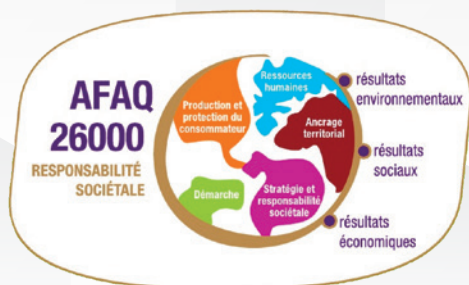 AFAQ
26000
RESPONSABILITÉ
SOCIÉTALE
Production et
protection du
consommateur
Ressources
humaines
Ancrage
territorial
Démarche
Stratégie et
responsabilité
sociétale
résultats
environnementaux
résultats
sociaux
résultats
économiques